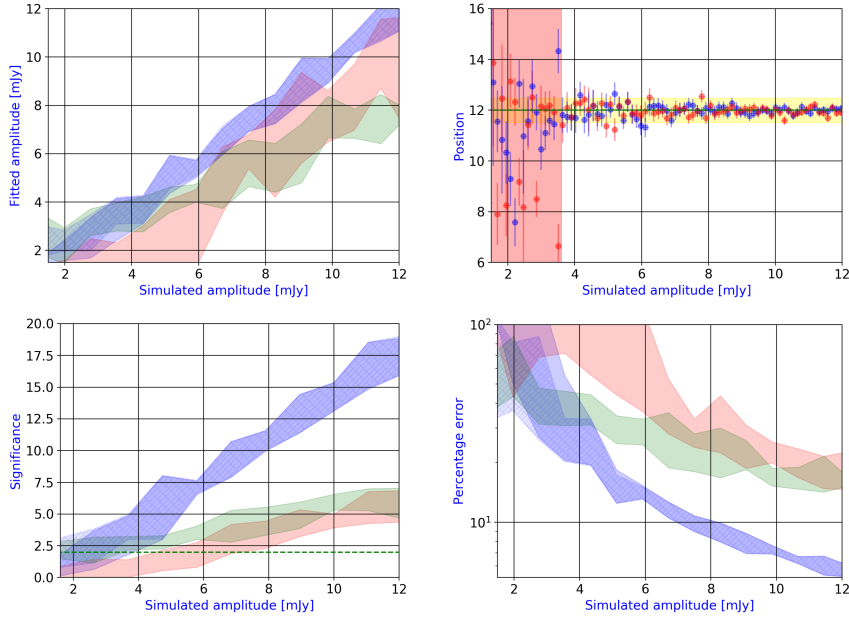 12
10
8
6
4
2
2 4 6 8 10 12
Fitted amplitude [mJy]
Simulated amplitude [mJy]
16
14
12
10
8
6
2 4 6 8 10 12
Position
Simulated amplitude [mJy]
20.0
17.5
15.0
12.5
10.0
7.5
5.0
2.5
0.0
2 4 6 8 10 12
Significance
Simulated amplitude [mJy]
10²
10¹
2 4 6 8 10 12
Percentage error
Simulated amplitude [mJy]